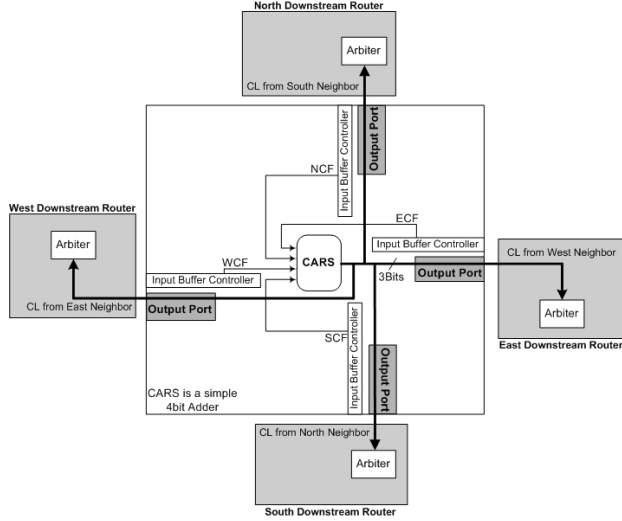 North Downstream Router
Arbiter
CL from South Neighbor
Input Buffer Controller
Output Port
NCF
West Downstream Router
Arbiter
CL from East Neighbor
WCF
Input Buffer Controller
Output Port
ECF
Input Buffer Controller
CARS
3Bits
Output Port
CL from West Neighbor
Arbiter
East Downstream Router
SCF
Input Buffer Controller
Output Port
CARS is a simple
4bit Adder
CL from North Neighbor
Arbiter
South Downstream Router